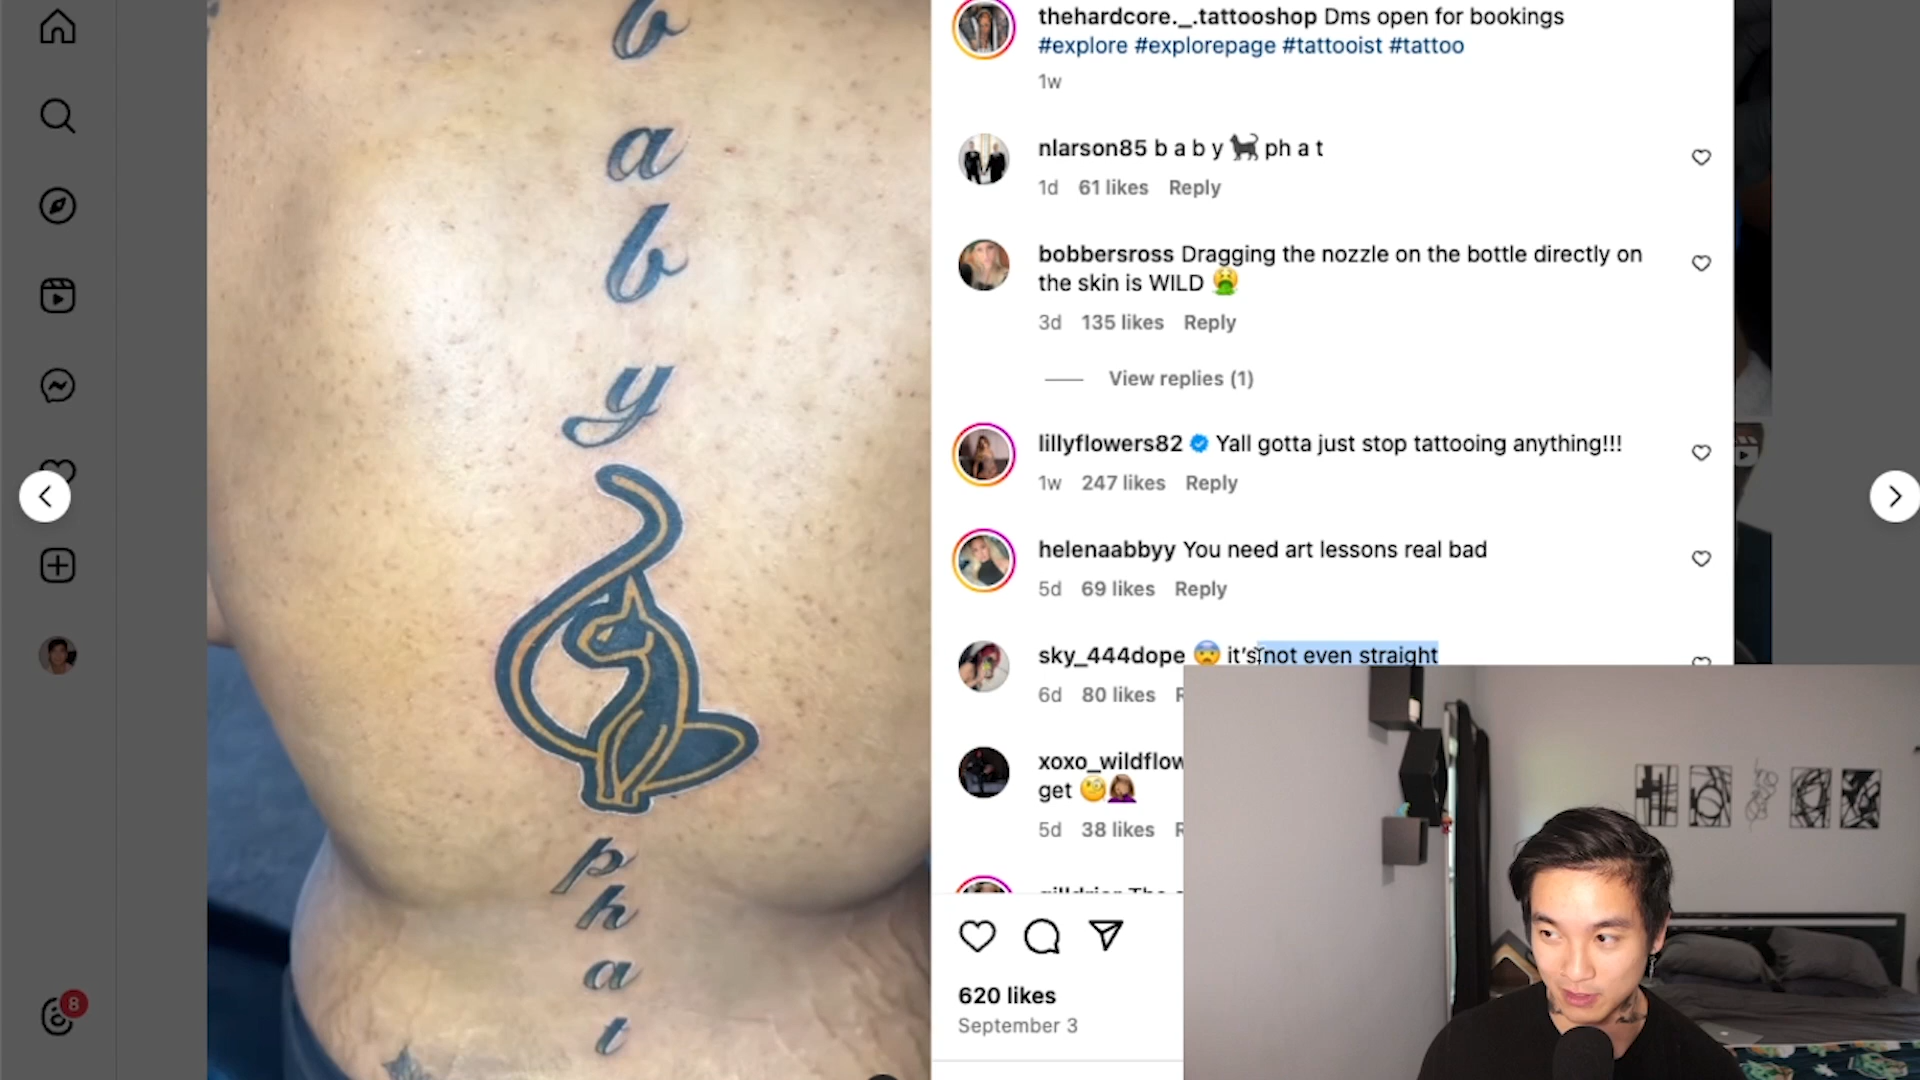 b
a
b
y
p
h
a
t
thehardcore._.tattooshop Dms open for bookings
#explore #explorepage #tattooist #tattoo
1w
nlarson85 b a b y 🐈‍⬛ ph a t
1d 61 likes Reply
bobbersross Dragging the nozzle on the bottle directly on
the skin is WILD 🤮
3d 135 likes Reply
View replies (1)
lillyflowers82 Yall gotta just stop tattooing anything!!!
1w 247 likes Reply
helenaabbyy You need art lessons real bad
5d 69 likes Reply
sky_444dope 😨 it's not even straight
6d 80 likes
xoxo_wildflow
get 🧐🤦🏽‍♀️
5d 38 likes
620 likes
September 3
8